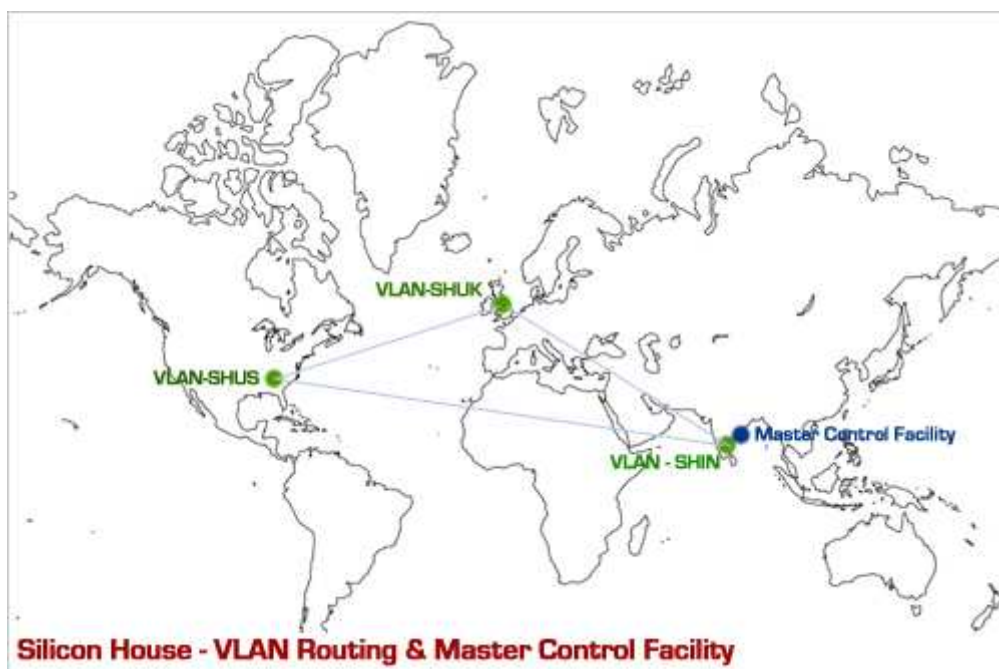 VLAN-SHUK
VLAN-SHUS
Master Control Facility
VLAN - SHIN
Silicon House - VLAN Routing & Master Control Facility